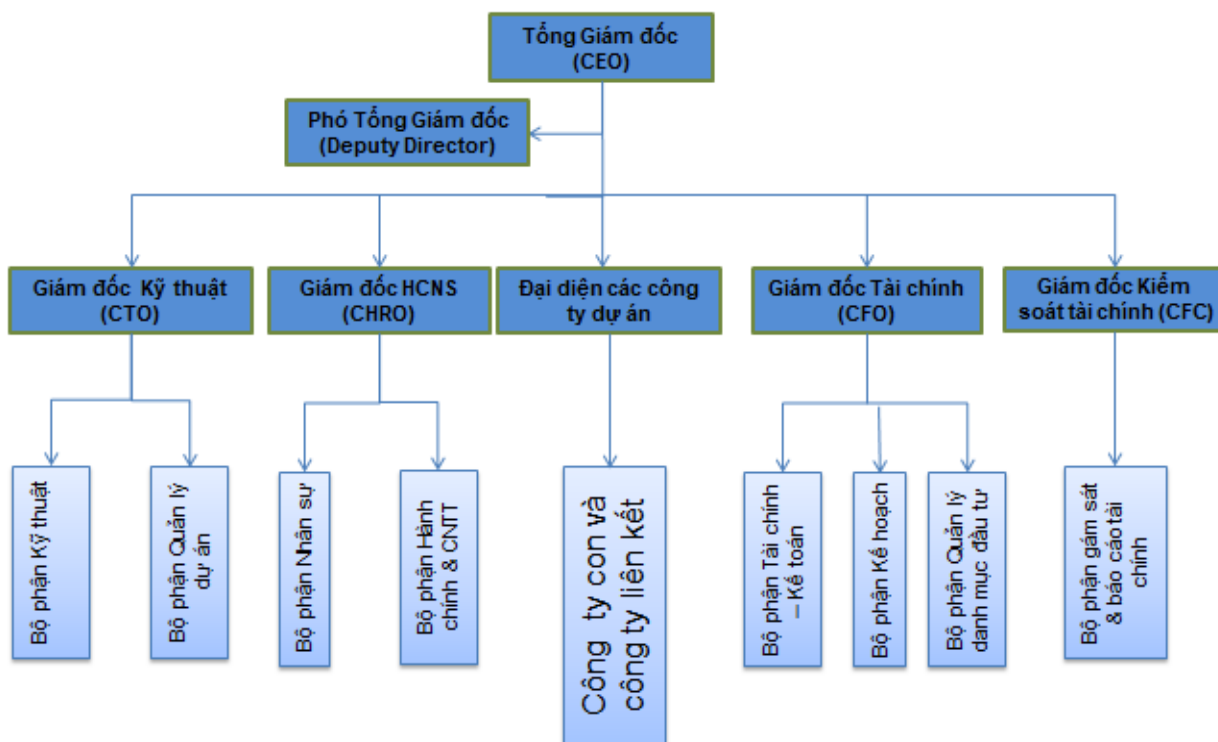 Tổng Giám đốc
(CEO)
Phó Tổng Giám đốc
(Deputy Director)
Giám đốc Kỹ thuật
(CTO)
Giám đốc HCNS
(CHRO)
Đại diện các công
ty dự án
Giám đốc Tài chính
(CFO)
Giám đốc Kiểm
soát tài chính (CFC)
Bộ phận Kỹ thuật
Bộ phận Quản lý
dự án
Bộ phận Nhân sự
Bộ phận Hành
chính & CNTT
Công ty con và
công ty liên kết
Bộ phận Tài chính
– Kế toán
Bộ phận Kế hoạch
Bộ phận Quản lý
danh mục đầu tư
Bộ phận gám sát
& báo cáo tài
chính